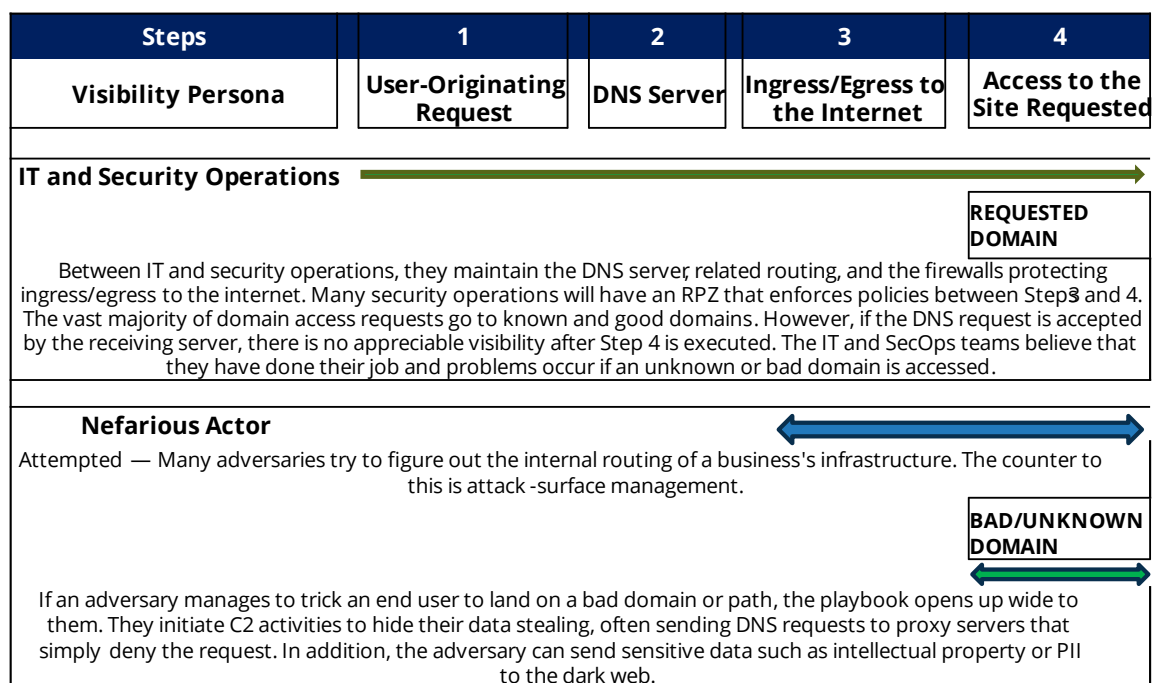 Steps 1 2 3 4
Visibility Persona
User-Originating
Request
DNS Server
Ingress/Egress to
the Internet
Access to the
Site Requested
IT and Security Operations
REQUESTED
DOMAIN
Between IT and security operations, they maintain the DNS server, related routing, and the firewalls protecting
ingress/egress to the internet. Many security operations will have an RPZ that enforces policies between Steps 3 and 4.
The vast majority of domain access requests go to known and good domains. However, if the DNS request is accepted
by the receiving server, there is no appreciable visibility after Step 4 is executed. The IT and SecOps teams believe that
they have done their job and problems occur if an unknown or bad domain is accessed.
Nefarious Actor
Attempted — Many adversaries try to figure out the internal routing of a business's infrastructure. The counter to
this is attack -surface management.
BAD/UNKNOWN
DOMAIN
If an adversary manages to trick an end user to land on a bad domain or path, the playbook opens up wide to
them. They initiate C2 activities to hide their data stealing, often sending DNS requests to proxy servers that
simply deny the request. In addition, the adversary can send sensitive data such as intellectual property or PII
to the dark web.